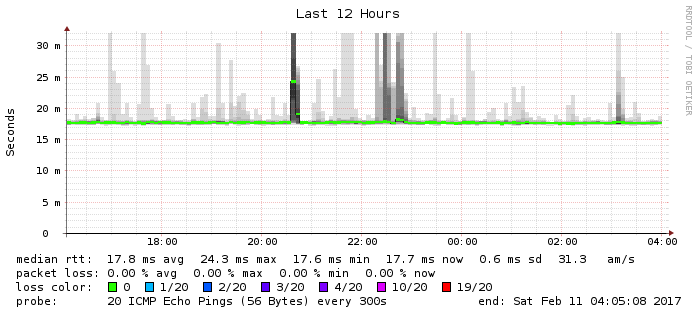 Last 12 Hours
RRDTOOL / TOBI OETIKER
Seconds
30 m
25 m
20 m
15 m
10 m
5 m
0
18:00 20:00 22:00 00:00 02:00 04:00
median rtt: 17.8 ms avg 24.3 ms max 17.6 ms min 17.7 ms now 0.6 ms sd 31.3 am/s
packet loss: 0.00 % avg 0.00 % max 0.00 % min 0.00 % now
loss color: 0 1/20 2/20 3/20 4/20 10/20 19/20
probe: 20 ICMP Echo Pings (56 Bytes) every 300s end: Sat Feb 11 04:05:08 2017